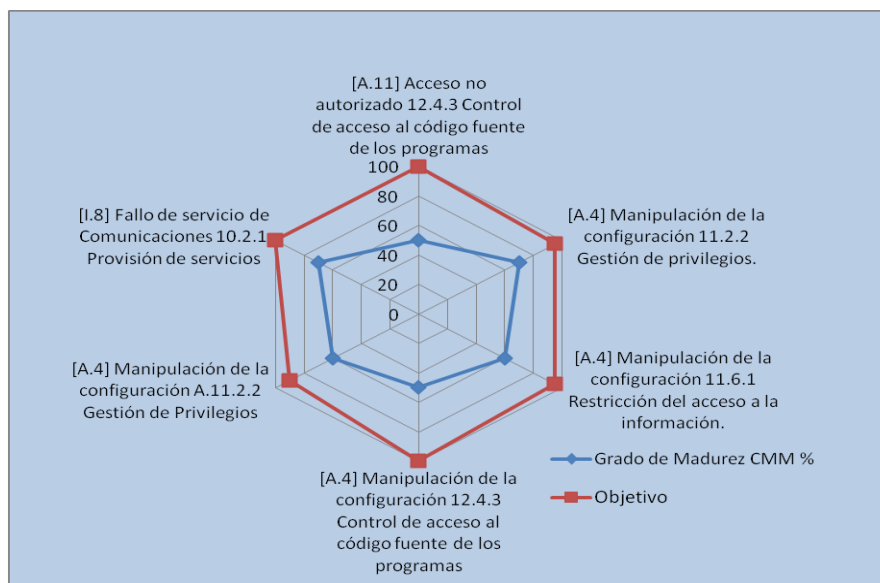 [A.11] Acceso no
autorizado 12.4.3 Control
de acceso al código fuente
de los programas
100
80
60
40
20
0
[A.4] Manipulación de la
configuración 11.2.2
Gestión de privilegios.
[A.4] Manipulación de la
configuración 11.6.1
Restricción del acceso a la
información.
[A.4] Manipulación de la
configuración 12.4.3
Control de acceso al
código fuente de los
programas
[A.4] Manipulación de la
configuración A.11.2.2
Gestión de Privilegios
[I.8] Fallo de servicio de
Comunicaciones 10.2.1
Provisión de servicios
Grado de Madurez CMM %
Objetivo